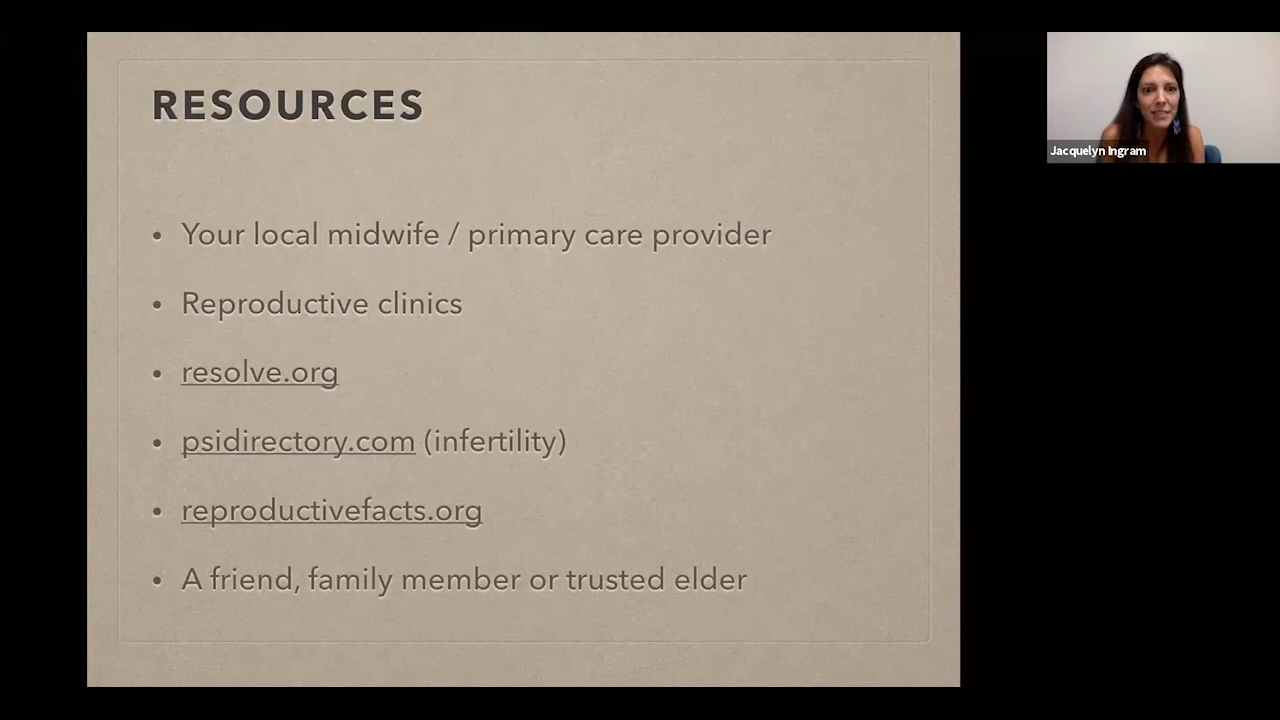 RESOURCES
• Your local midwife / primary care provider
• Reproductive clinics
• resolve.org
• psidirectory.com (infertility)
• reproductivefacts.org
• A friend, family member or trusted elder
Jacquelyn Ingram